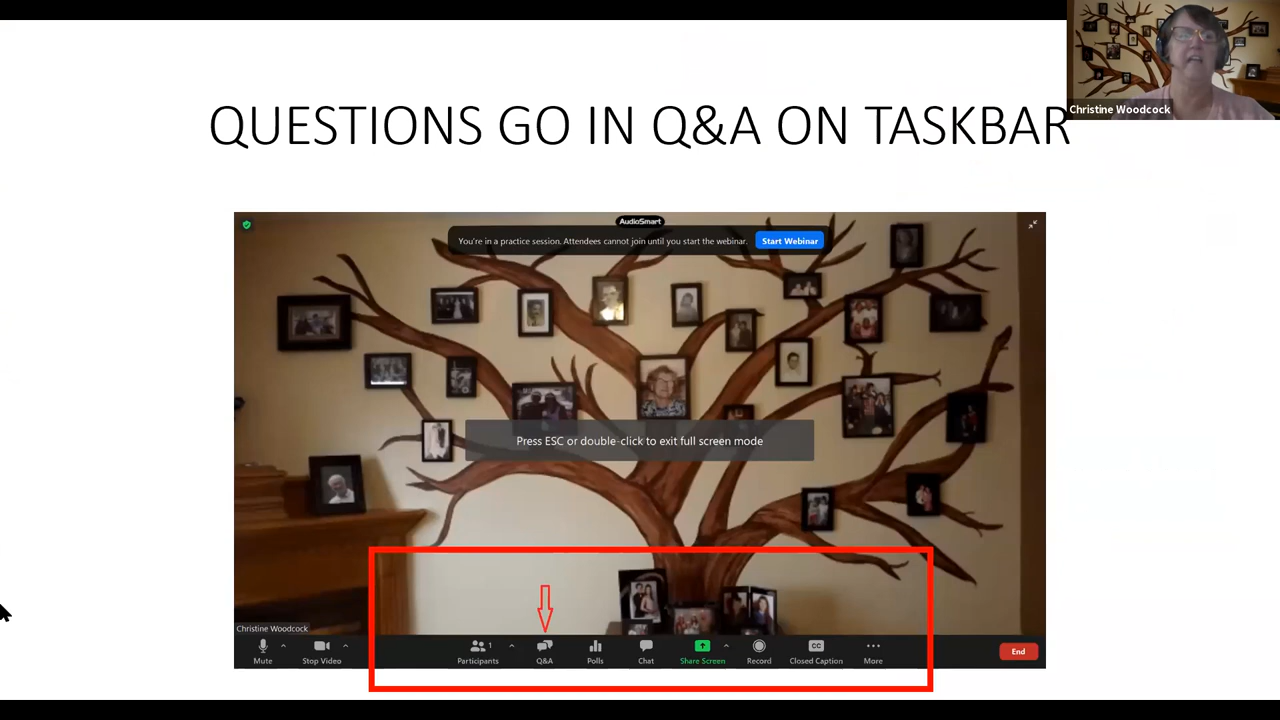 Christine Woodcock
QUESTIONS GO IN Q&A ON TASKBAR
AudioSmart
You're in a practice session. Attendees cannot join until you start the webinar. Start Webinar
Press ESC or double-click to exit full screen mode
Christine Woodcock
Mute Stop Video Participants 1 Q&A Polls Chat Share Screen Record CC Closed Caption More End